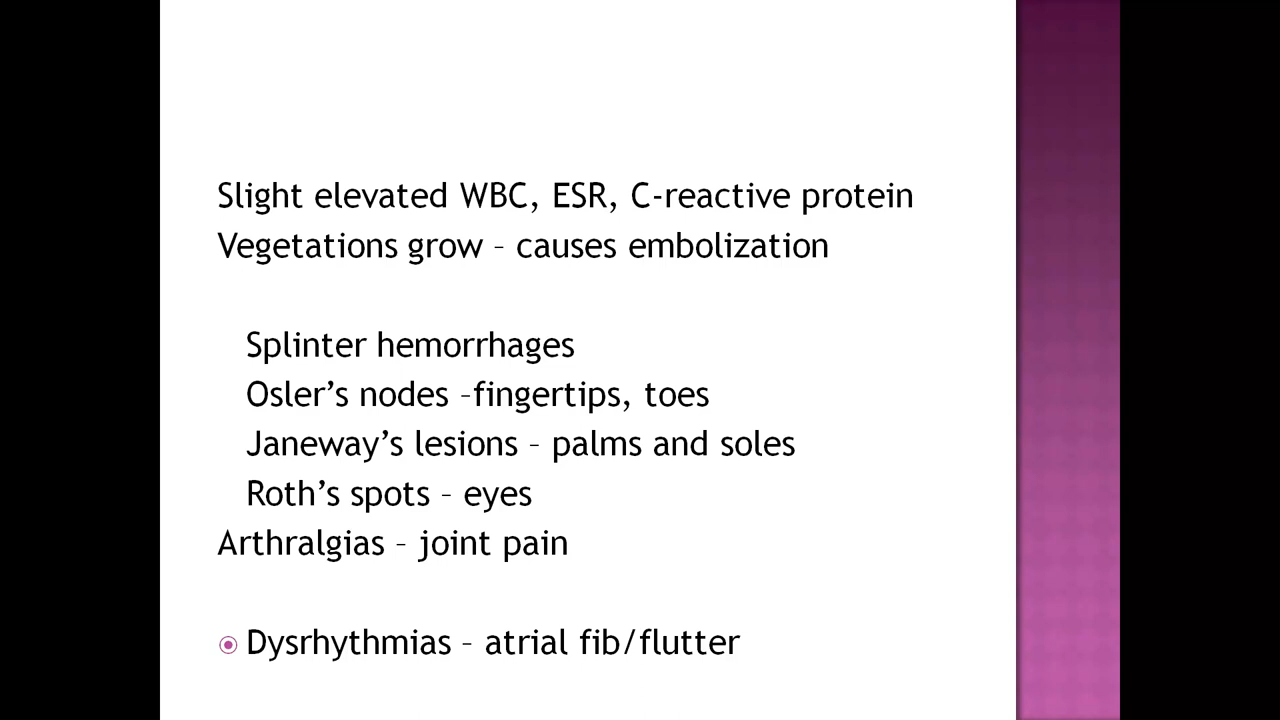 Slight elevated WBC, ESR, C-reactive protein
Vegetations grow – causes embolization
Splinter hemorrhages
Osler’s nodes –fingertips, toes
Janeway’s lesions – palms and soles
Roth’s spots – eyes
Arthralgias – joint pain
Dysrhythmias – atrial fib/flutter